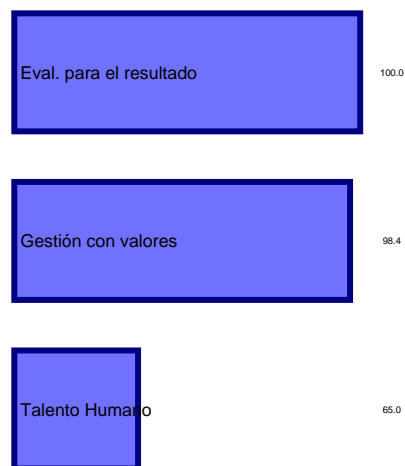 Eval. para el resultado 100.0
Gestión con valores 98.4
Talento Humano 65.0